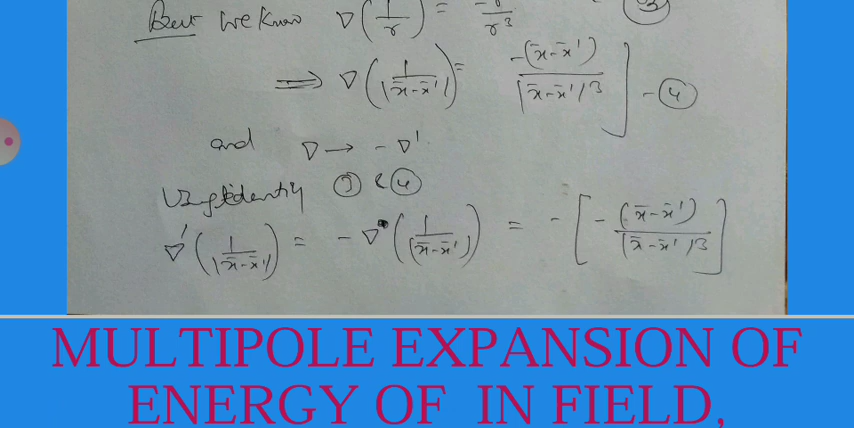 But we know ∇(1/r) = -r/r³ - ③
⟹ ∇(1/|x̄-x̄'|) = -(x̄-x̄')/|x̄-x̄'|³ ] - ④
and ∇ → -∇'
Using identity ③ & ④
∇'(1/|x̄-x̄'|) = -∇(1/|x̄-x̄'|) = -[-(x̄-x̄')/|x̄-x̄'|³]
MULTIPOLE EXPANSION OF
ENERGY OF IN FIELD,